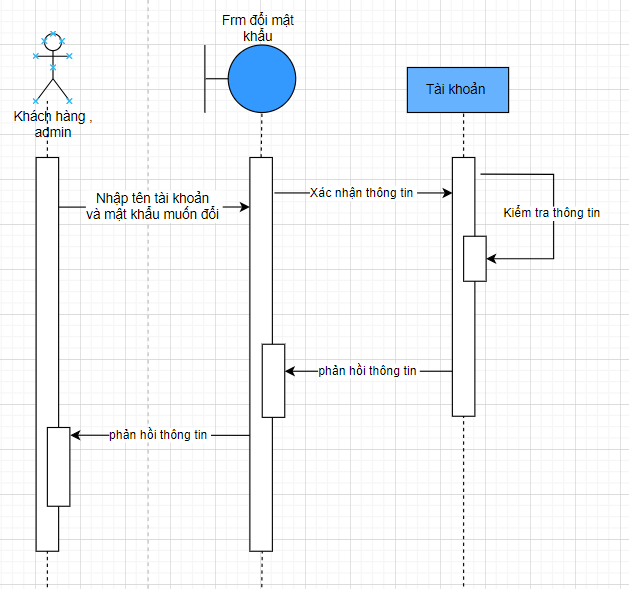 Frm đổi mật
khẩu
Tài khoản
Khách hàng ,
admin
Nhập tên tài khoản
và mật khẩu muốn đổi
Xác nhận thông tin
Kiểm tra thông tin
phản hồi thông tin
phản hồi thông tin